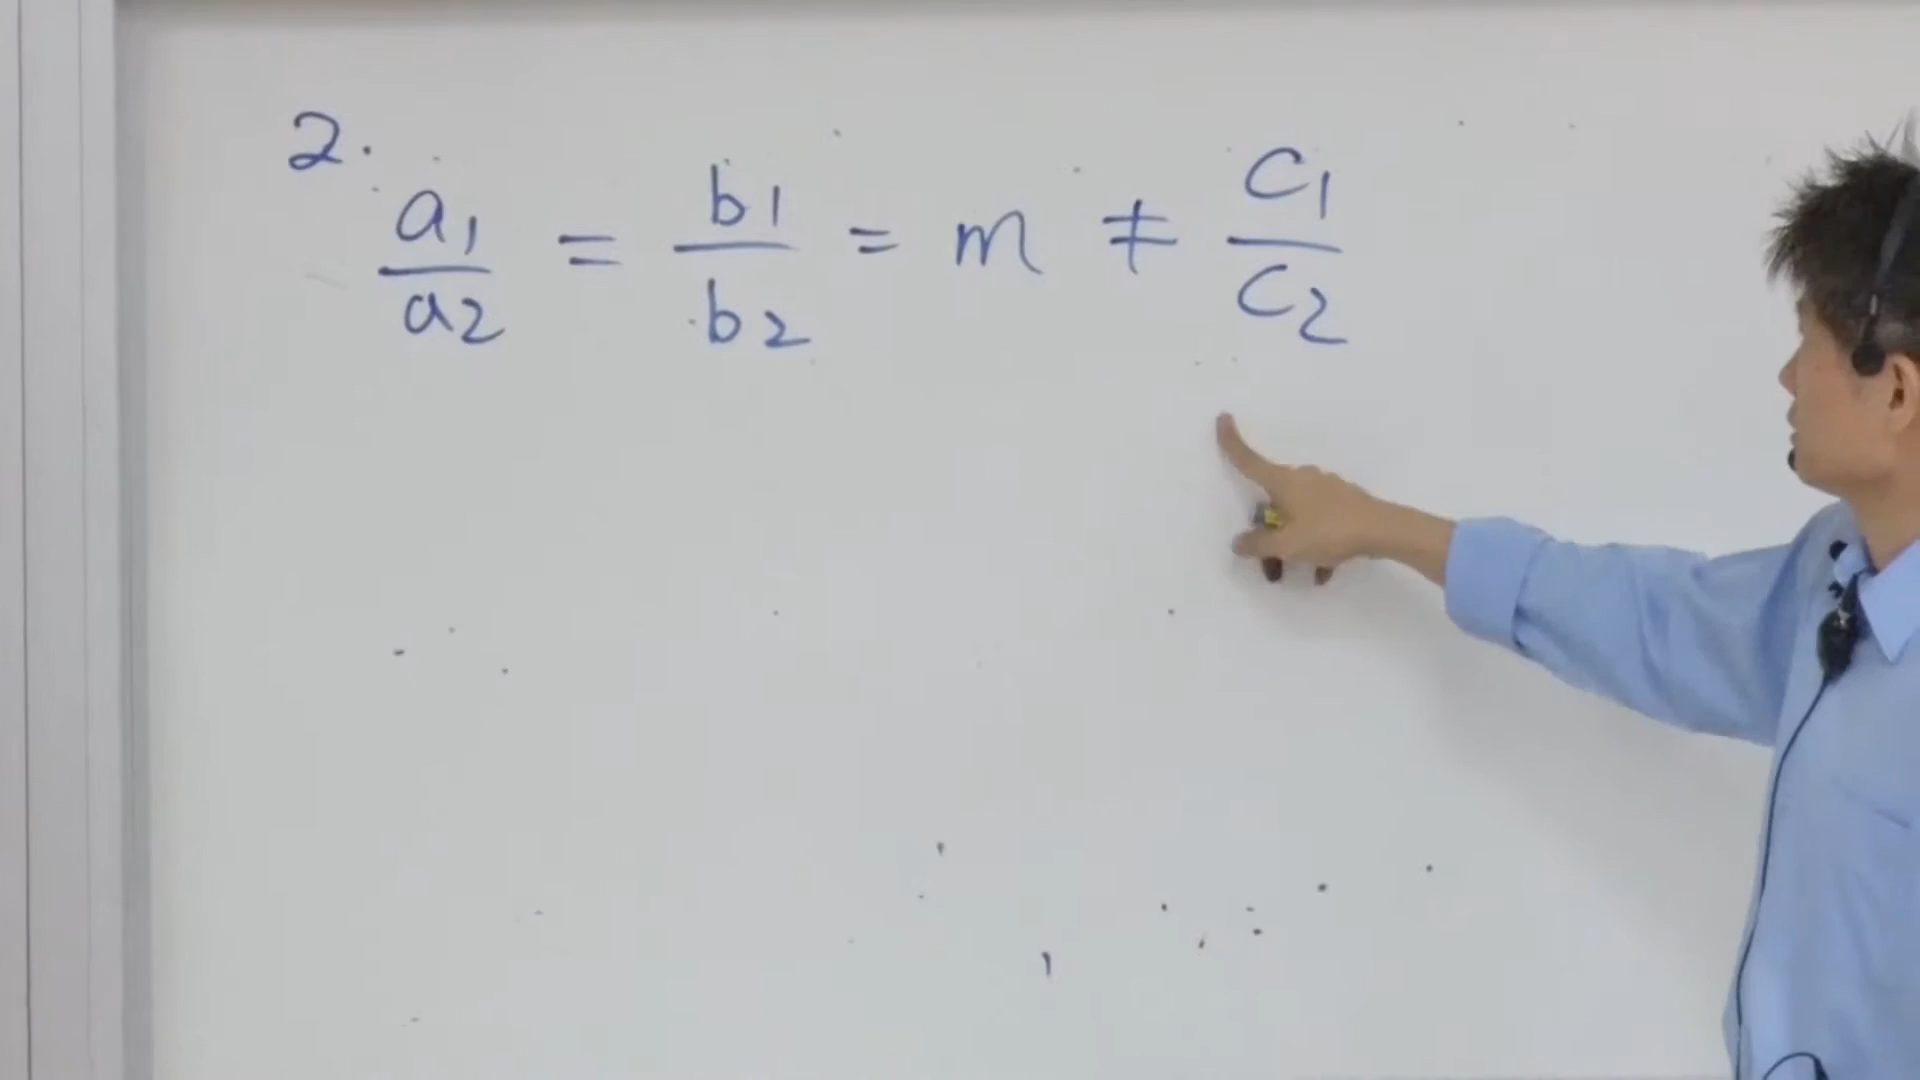 2.
a1/a2 = b1/b2 = m ≠ c1/c2